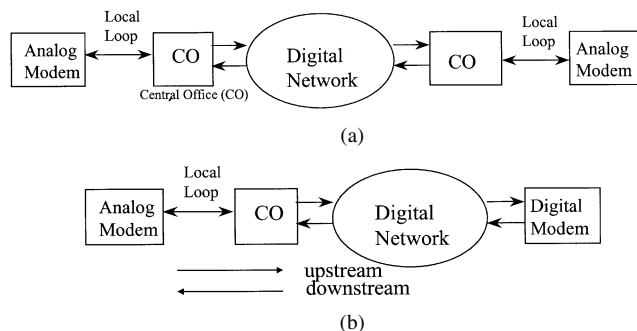 Local
Loop
Analog
Modem
CO
Central Office (CO)
Digital
Network
CO
Local
Loop
Analog
Modem
(a)
Analog
Modem
Local
Loop
CO
Digital
Network
Digital
Modem
upstream
downstream
(b)